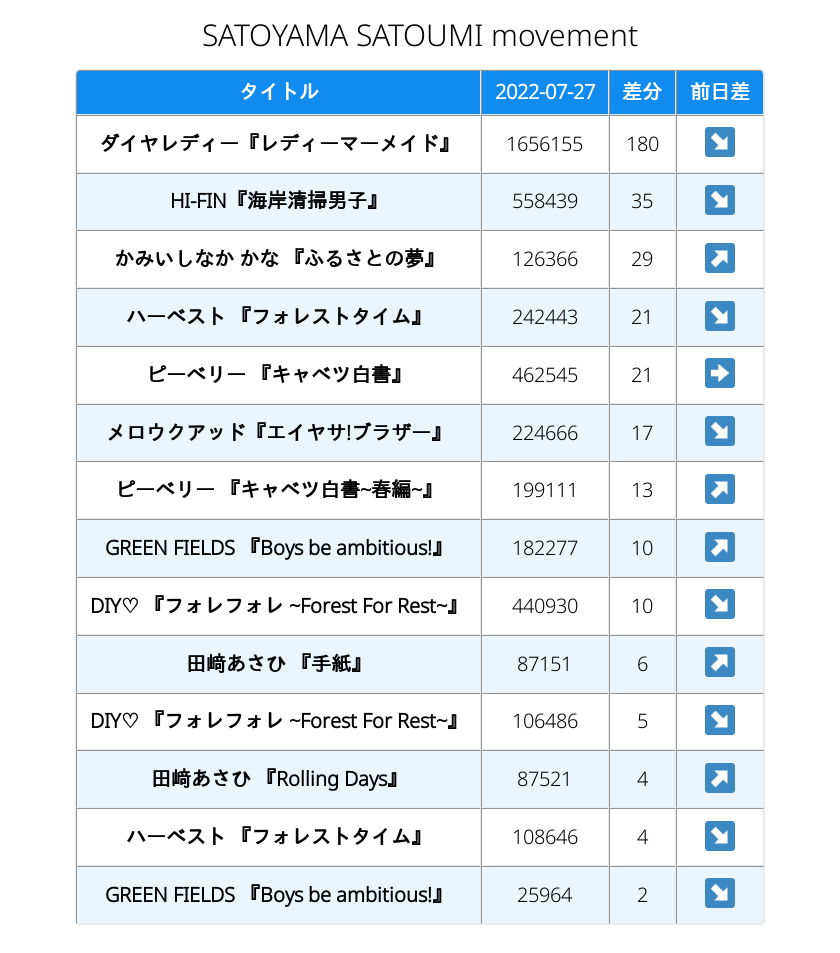 SATOYAMA SATOUMI movement
タイトル 2022-07-27 差分 前日差
ダイヤレディー『レディーマーメイド』 1656155 180 ↘
HI-FIN『海岸清掃男子』 558439 35 ↘
かみいしなか かな 『ふるさとの夢』 126366 29 ↗
ハーベスト 『フォレストタイム』 242443 21 ↘
ピーベリー 『キャベツ白書』 462545 21 ➡
メロウクアッド『エイヤサ!ブラザー』 224666 17 ↘
ピーベリー 『キャベツ白書~春編~』 199111 13 ↗
GREEN FIELDS 『Boys be ambitious!』 182277 10 ↗
DIY♡ 『フォレフォレ ~Forest For Rest~』 440930 10 ↘
田﨑あさひ 『手紙』 87151 6 ↗
DIY♡ 『フォレフォレ ~Forest For Rest~』 106486 5 ↘
田﨑あさひ 『Rolling Days』 87521 4 ↗
ハーベスト 『フォレストタイム』 108646 4 ↘
GREEN FIELDS 『Boys be ambitious!』 25964 2 ↘